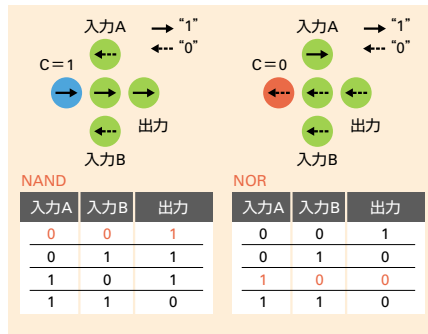 入力A → “1”
⇠ “0”
C=1
出力
入力B
入力A → “1”
⇠ “0”
C=0
出力
入力B
NAND
入力A 入力B 出力
0 0 1
0 1 1
1 0 1
1 1 0
NOR
入力A 入力B 出力
0 0 1
0 1 0
1 0 0
1 1 0